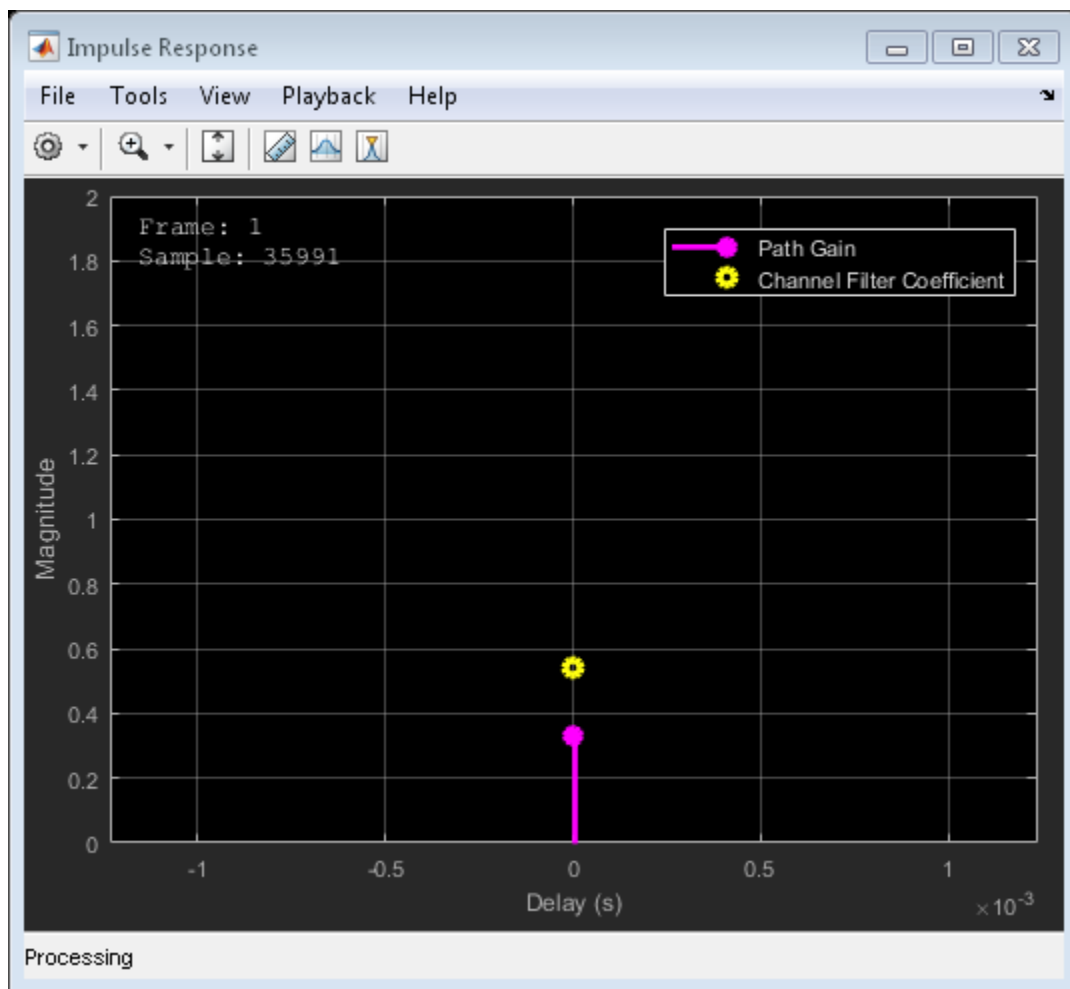 Impulse Response
File Tools View Playback Help
Frame: 1
Sample: 35991
Path Gain
Channel Filter Coefficient
2
1.8
1.6
1.4
1.2
1
0.8
0.6
0.4
0.2
0
Magnitude
-1 -0.5 0 0.5 1
Delay (s)
×10⁻³
Processing